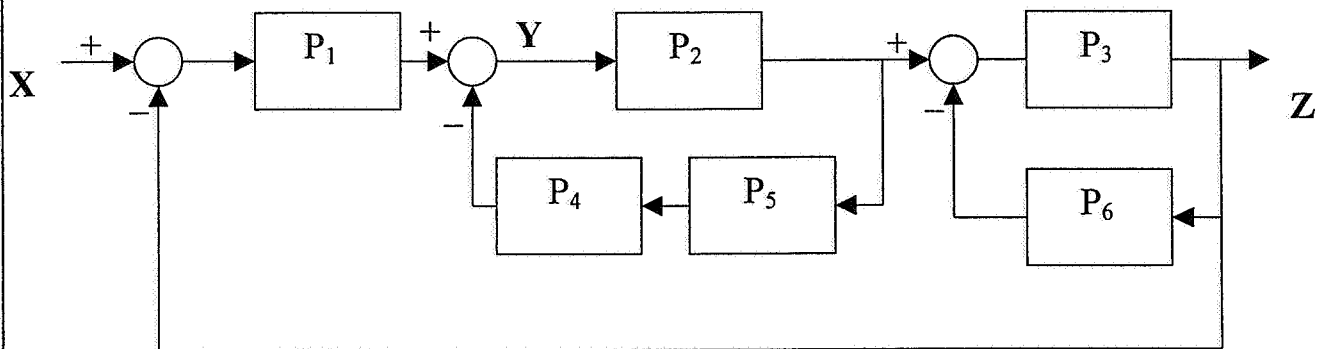 + P₁ + Y P₂ + P₃
X Z
− − −
P₄ P₅ P₆